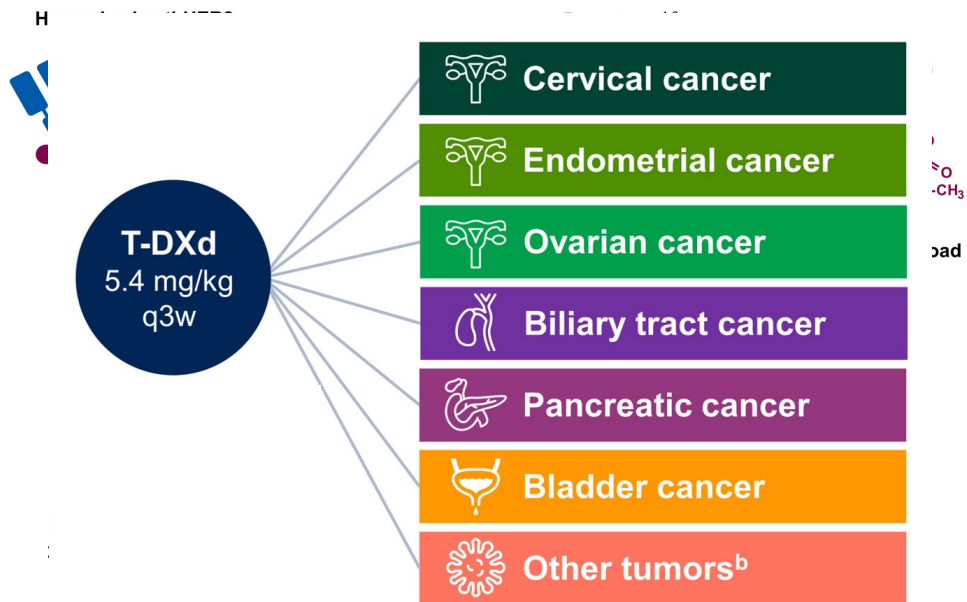 Cervical cancer
Endometrial cancer
O
-CH₃
T-DXd
5.4 mg/kg
q3w
Ovarian cancer
Biliary tract cancer
Pancreatic cancer
Bladder cancer
Other tumorsᵇ